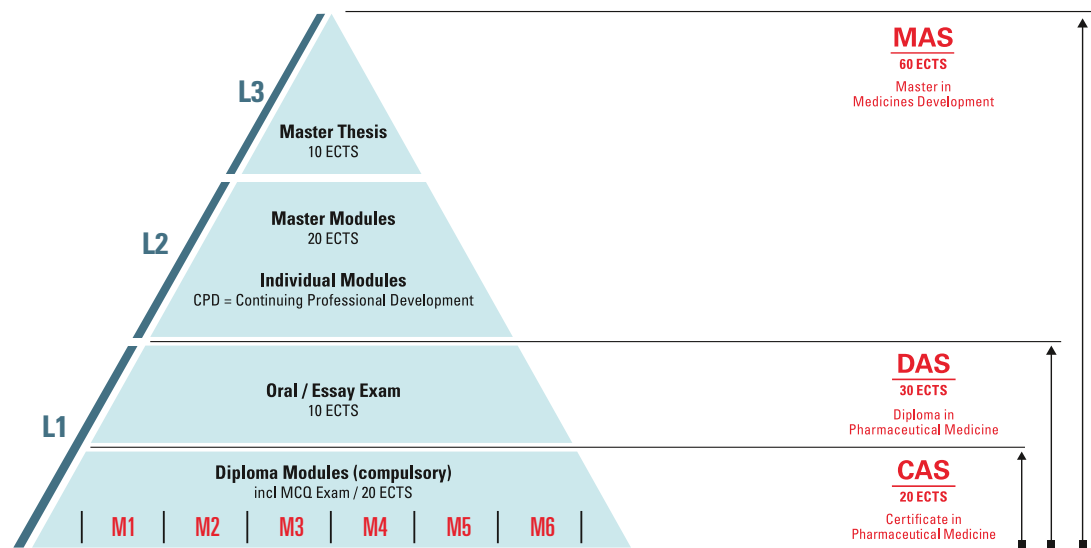 L3
Master Thesis
10 ECTS
L2
Master Modules
20 ECTS
Individual Modules
CPD = Continuing Professional Development
L1
Oral / Essay Exam
10 ECTS
Diploma Modules (compulsory)
incl MCQ Exam / 20 ECTS
M1 M2 M3 M4 M5 M6
MAS
60 ECTS
Master in
Medicines Development
DAS
30 ECTS
Diploma in
Pharmaceutical Medicine
CAS
20 ECTS
Certificate in
Pharmaceutical Medicine